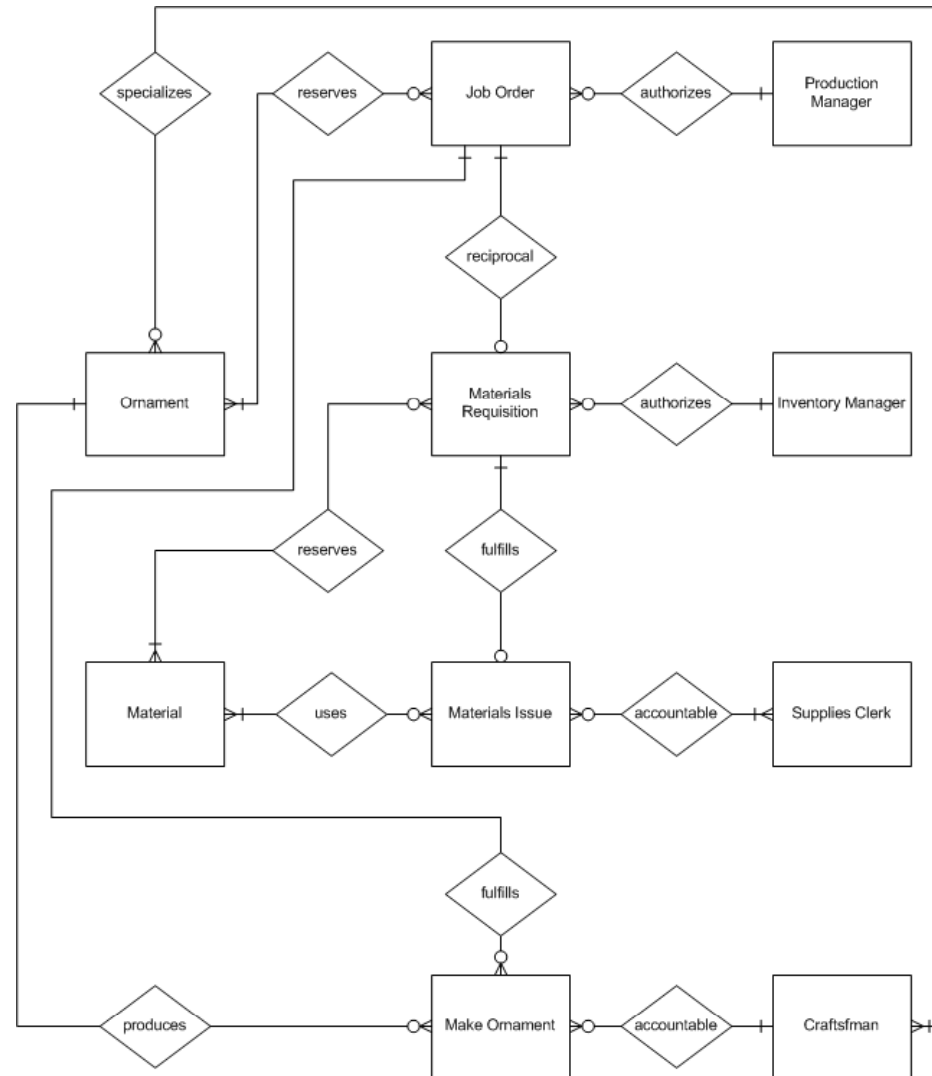 specializes
reserves
Job Order
authorizes
Production
Manager
reciprocal
Ornament
Materials
Requisition
authorizes
Inventory Manager
reserves
fulfills
Material
uses
Materials Issue
accountable
Supplies Clerk
fulfills
produces
Make Ornament
accountable
Craftsfman